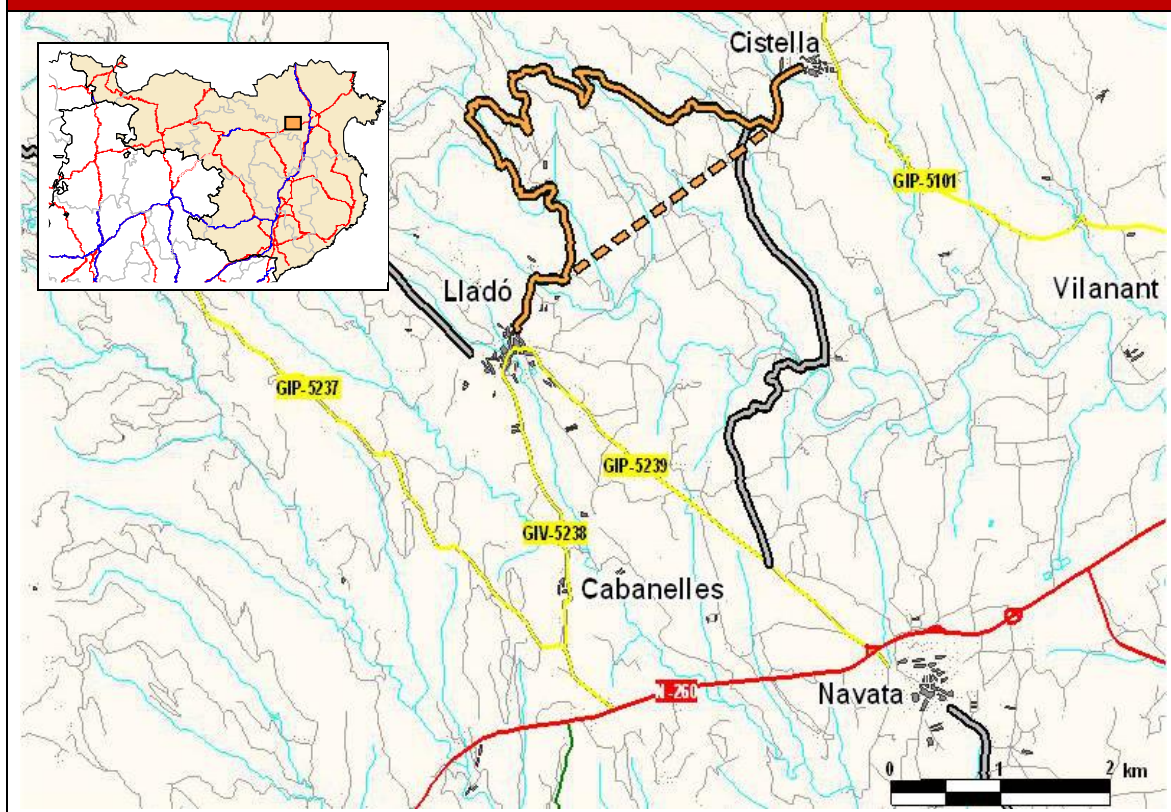 Cistella
GIP-5101
Lladó
Vilanant
GIP-5237
GIP-5239
GIV-5238
Cabanelles
N-260
Navata
0 1 2 km